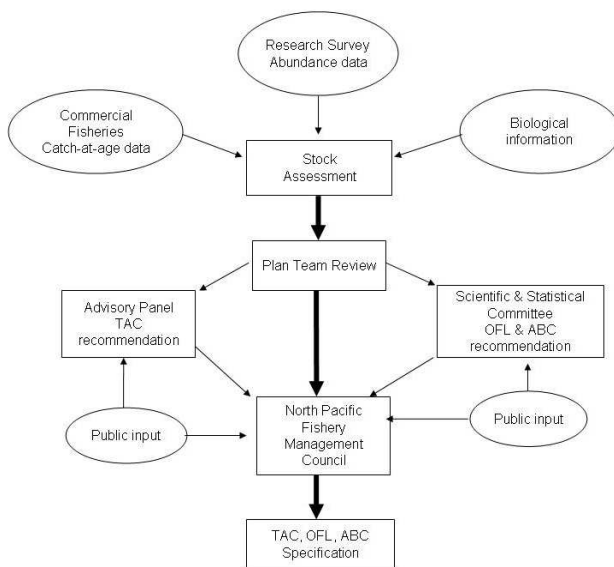 Research Survey
Abundance data
Commercial
Fisheries
Catch-at-age data
Biological
information
Stock
Assessment
Plan Team Review
Advisory Panel
TAC
recommendation
Scientific & Statistical
Committee
OFL & ABC
recommendation
Public input
North Pacific
Fishery
Management
Council
Public input
TAC, OFL, ABC
Specification